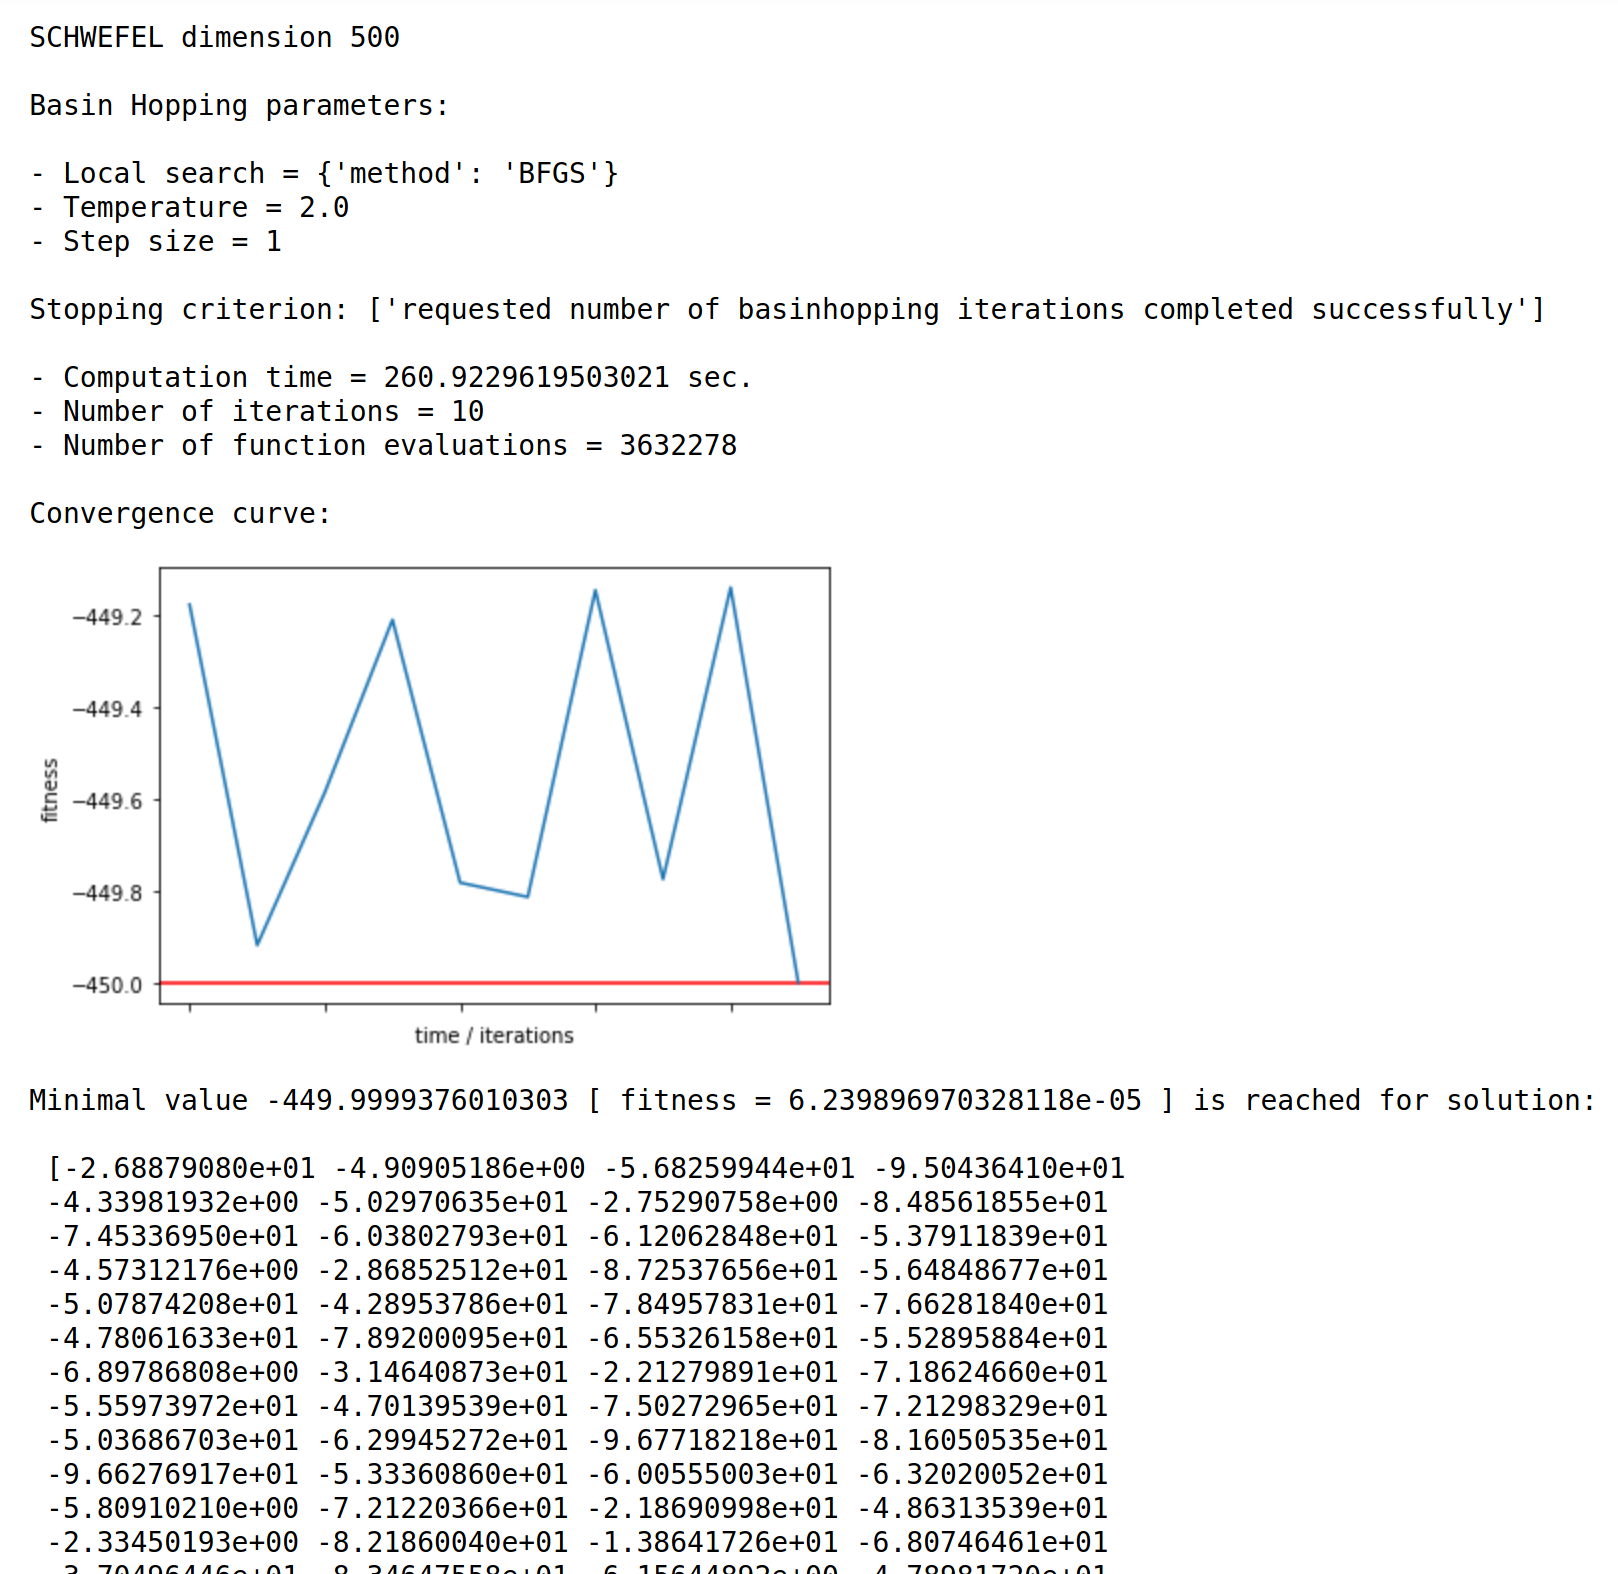 SCHWEFEL dimension 500
Basin Hopping parameters:
- Local search = {'method': 'BFGS'}
- Temperature = 2.0
- Step size = 1
Stopping criterion: ['requested number of basinhopping iterations completed successfully']
- Computation time = 260.9229619503021 sec.
- Number of iterations = 10
- Number of function evaluations = 3632278
Convergence curve:
−449.2
−449.4
−449.6
−449.8
−450.0
fitness
time / iterations
Minimal value -449.9999376010303 [ fitness = 6.239896970328118e-05 ] is reached for solution:
[-2.68879080e+01 -4.90905186e+00 -5.68259944e+01 -9.50436410e+01
-4.33981932e+00 -5.02970635e+01 -2.75290758e+00 -8.48561855e+01
-7.45336950e+01 -6.03802793e+01 -6.12062848e+01 -5.37911839e+01
-4.57312176e+00 -2.86852512e+01 -8.72537656e+01 -5.64848677e+01
-5.07874208e+01 -4.28953786e+01 -7.84957831e+01 -7.66281840e+01
-4.78061633e+01 -7.89200095e+01 -6.55326158e+01 -5.52895884e+01
-6.89786808e+00 -3.14640873e+01 -2.21279891e+01 -7.18624660e+01
-5.55973972e+01 -4.70139539e+01 -7.50272965e+01 -7.21298329e+01
-5.03686703e+01 -6.29945272e+01 -9.67718218e+01 -8.16050535e+01
-9.66276917e+01 -5.33360860e+01 -6.00555003e+01 -6.32020052e+01
-5.80910210e+00 -7.21220366e+01 -2.18690998e+01 -4.86313539e+01
-2.33450193e+00 -8.21860040e+01 -1.38641726e+01 -6.80746461e+01